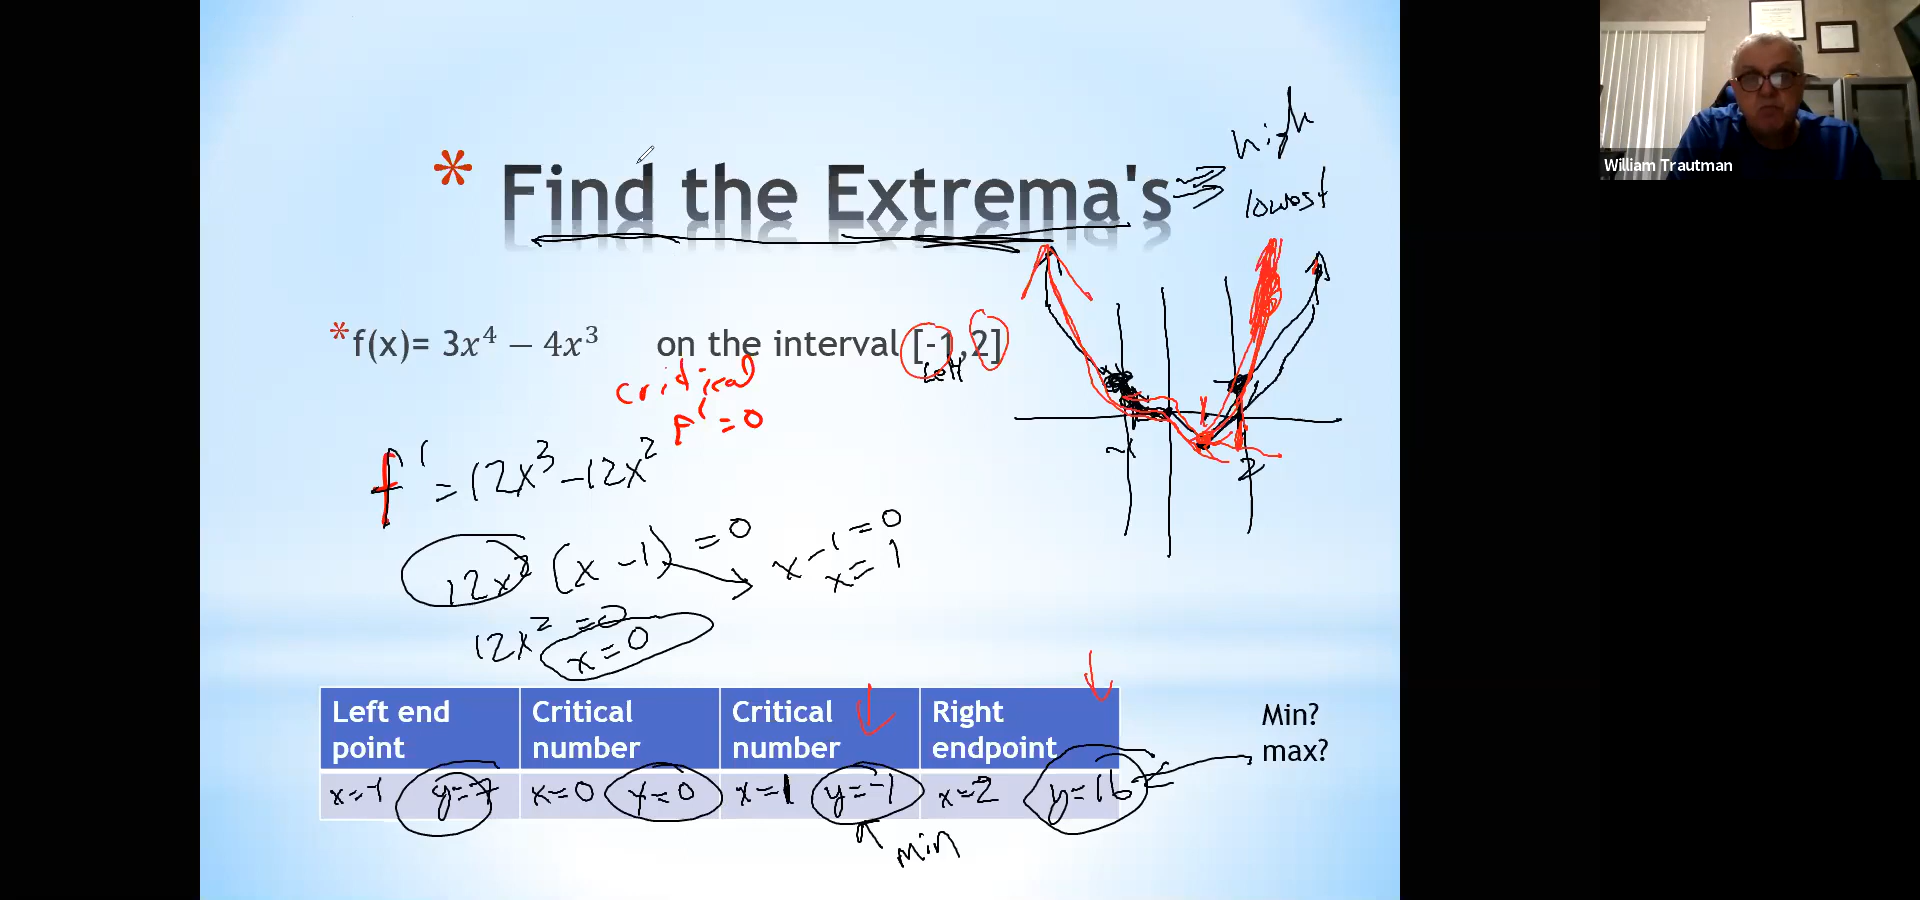 high
lowest
* Find the Extrema's
William Trautman
*f(x)= 3x⁴ − 4x³ on the interval [-1,2]
Left
critical
f' = 0
f' = 12x³ − 12x²
12x² (x − 1) = 0
x − 1 = 0
x = 1
12x² = 0
x = 0
-1
2
Left end point
Critical number
Critical number
Right endpoint
Min?
max?
x=-1 y=7
x=0 y=0
x=1 y=-1
x=2 y=16
min